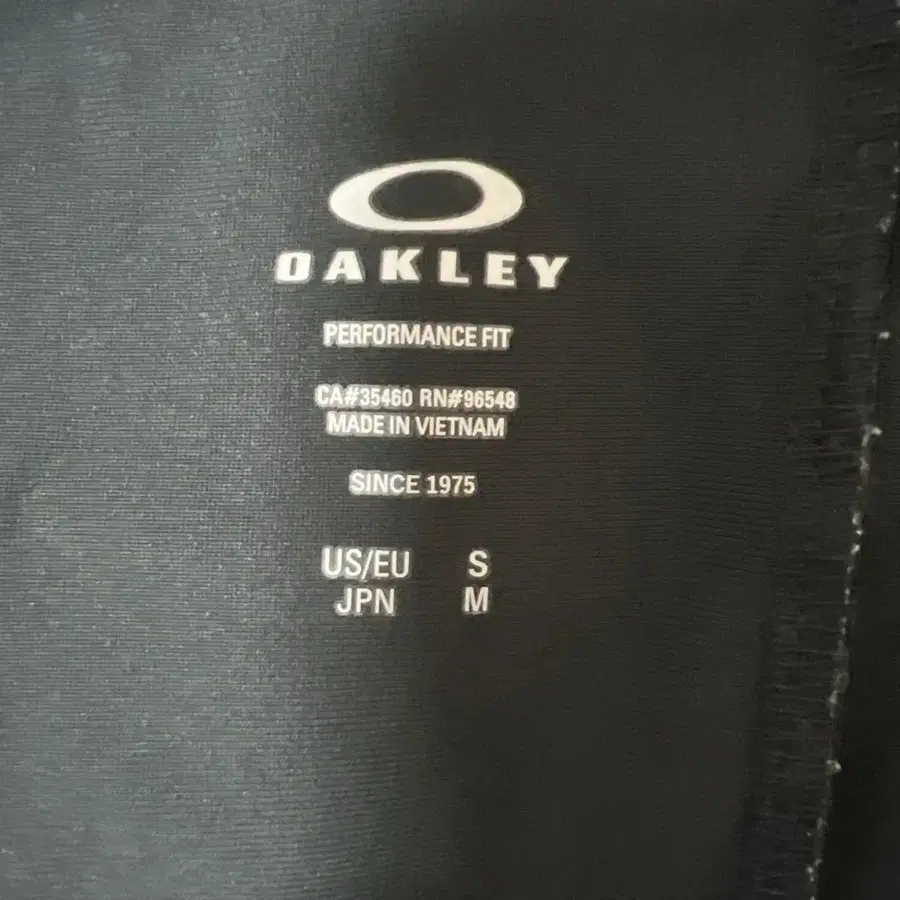 OAKLEY
PERFORMANCE FIT
CA#35460 RN#96548
MADE IN VIETNAM
SINCE 1975
US/EU S
JPN M